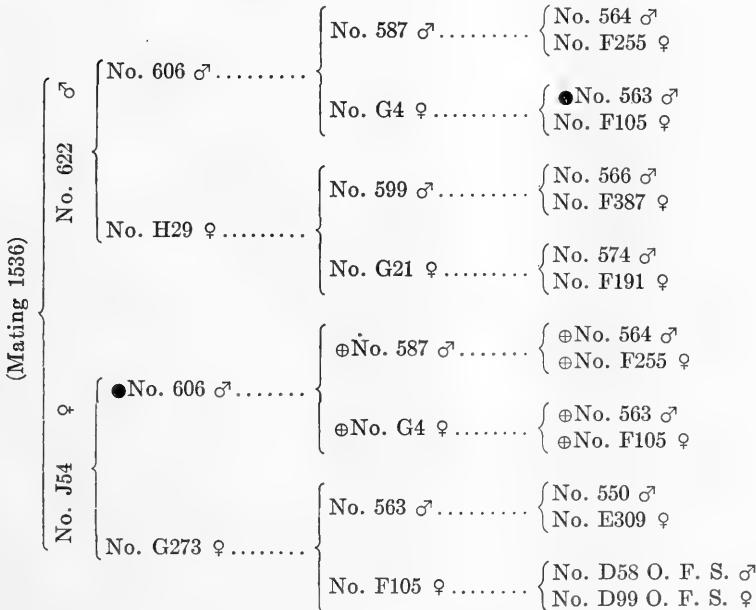 No. 587 ♂ ........ No. 564 ♂
No. F255 ♀
No. 606 ♂ .........
No. G4 ♀ .......... ●No. 563 ♂
No. F105 ♀
No. 622 ♂
No. 599 ♂ ......... No. 566 ♂
No. F387 ♀
No. H29 ♀ .........
No. G21 ♀ ........ No. 574 ♂
No. F191 ♀
(Mating 1536)
⊕No. 587 ♂ ...... ⊕No. 564 ♂
⊕No. F255 ♀
●No. 606 ♂ ........
⊕No. G4 ♀ ........ ⊕No. 563 ♂
⊕No. F105 ♀
No. J54 ♀
No. 563 ♂ ........ No. 550 ♂
No. E309 ♀
No. G273 ♀ ........
No. F105 ♀ ....... No. D58 O. F. S. ♂
No. D99 O. F. S. ♀